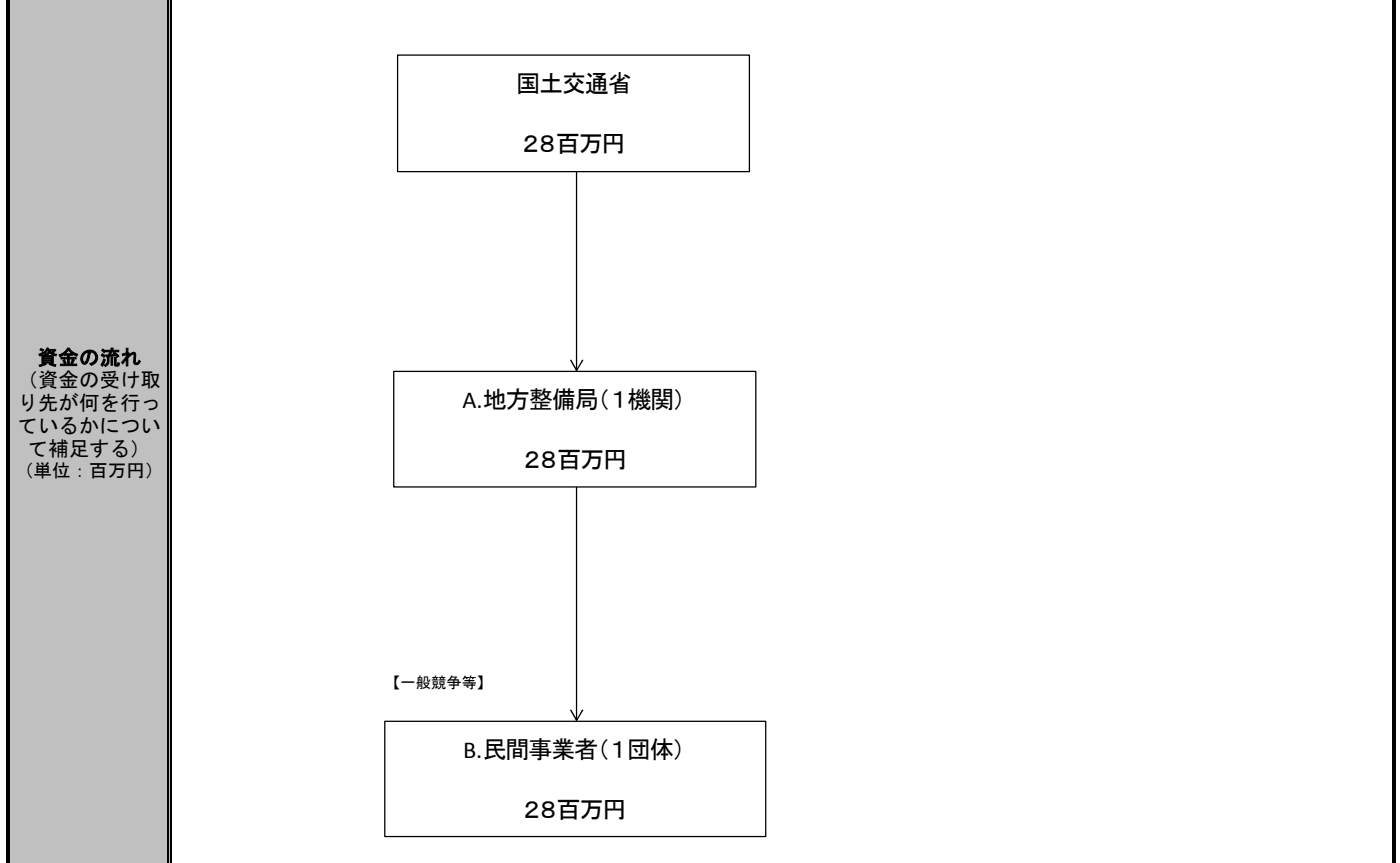 資金の流れ
(資金の受け取
り先が何を行っ
ているかについ
て補足する)
(単位:百万円)
国土交通省
28百万円
A.地方整備局(1機関)
28百万円
【一般競争等】
B.民間事業者(1団体)
28百万円